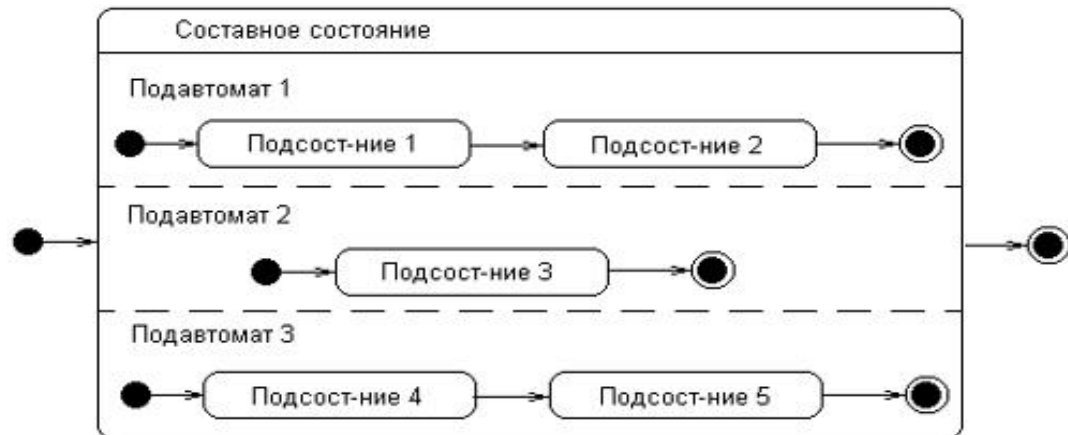 Составное состояние
Подавтомат 1
Подсост-ние 1
Подсост-ние 2
Подавтомат 2
Подсост-ние 3
Подавтомат 3
Подсост-ние 4
Подсост-ние 5